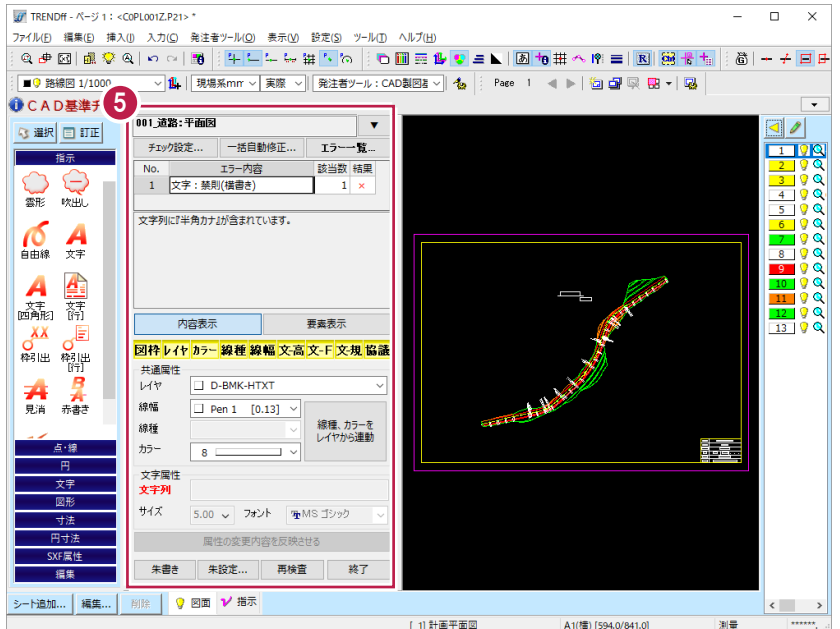 TRENDff - ページ 1 : <C0PL001Z.P21> *
ファイル(F) 編集(E) 挿入(I) 入力(C) 発注者ツール(O) 表示(V) 設定(S) ツール(T) ヘルプ(H)
路線図 1/1000 現場系mm 実際 発注者ツール : CAD製図基 Page 1
CAD基準チ
5
選択 訂正
指示
雲形 吹出し
自由線 文字
文字[四角形] 文字[行]
枠引出 枠引出[行]
見消 赤書き
点・線
円
文字
図形
寸法
円寸法
SXF属性
編集
001_道路:平面図
チェック設定... 一括自動修正... エラー一覧...
No. エラー内容 該当数 結果
1 文字 : 禁則(横書き) 1 ×
文字列に『半角カナ』が含まれています。
内容表示 要素表示
図枠 レイヤ カラー 線種 線幅 文-高 文-F 文-規 協議
共通属性
レイヤ D-BMK-HTXT
線幅 Pen 1 [0.13]
線種
カラー 8
線種、カラーをレイヤから連動
文字属性
文字列
サイズ 5.00 フォント MS ゴシック
属性の変更内容を反映させる
朱書き 朱設定... 再検査 終了
1
2
3
4
5
6
7
8
9
10
11
12
13
シート追加... 編集... 削除 図面 指示
[ 1] 計画平面図 A1(横) [594.0/841.0] 測量 ******.